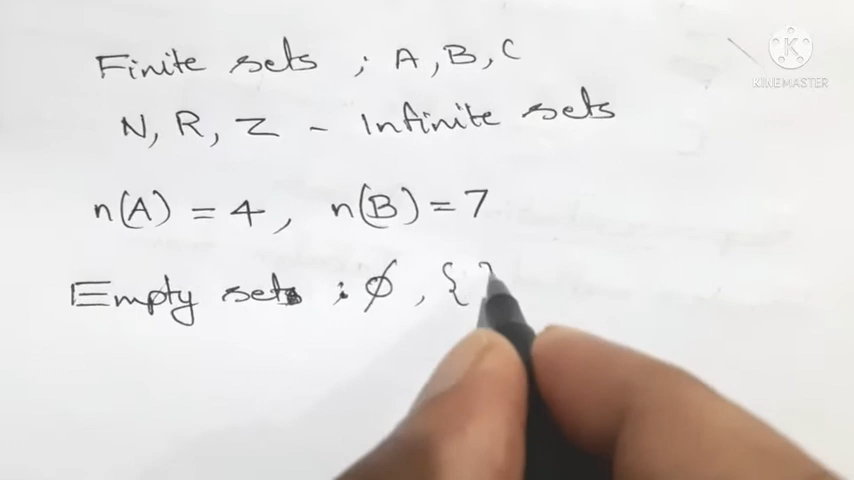 Finite sets ; A, B, C
N, R, Z - Infinite sets
n(A) = 4, n(B) = 7
Empty sets : ϕ, { }
K
KINEMASTER